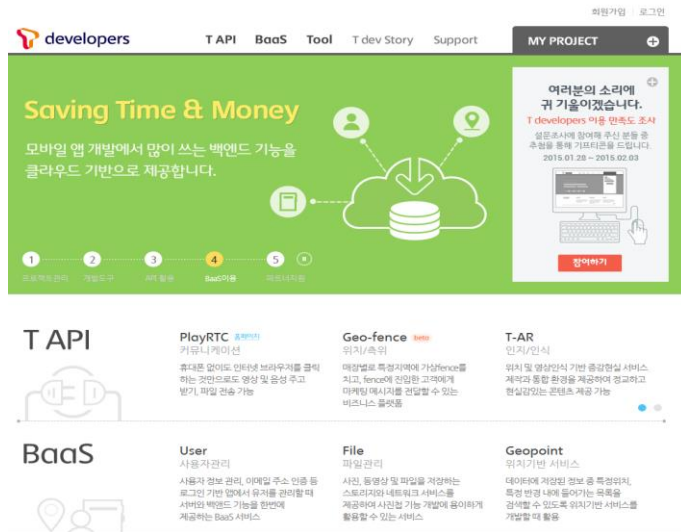 회원가입 로그인
T developers T API BaaS Tool T dev Story Support MY PROJECT
Saving Time & Money
모바일 앱 개발에서 많이 쓰는 백엔드 기능을
클라우드 기반으로 제공합니다.
1 2 3 4 5
프로젝트관리 개발도구 API 활용 BaaS이용 파트너지원
여러분의 소리에
귀 기울이겠습니다.
T developers 이용 만족도 조사
설문조사에 참여해 주신 분들 중
추첨을 통해 기프티콘을 드립니다.
2015.01.28 ~ 2015.02.03
참여하기
T API
PlayRTC 홈페이지
커뮤니케이션
휴대폰 없이도 인터넷 브라우저를 클릭
하는 것만으로도 영상 및 음성 주고
받기, 파일 전송 가능
Geo-fence beta
위치/측위
매장별로 특정지역에 가상fence를
치고, fence에 진입한 고객에게
마케팅 메시지를 전달할 수 있는
비즈니스 플랫폼
T-AR
인지/인식
위치 및 영상인식 기반 증강현실 서비스
제작과 통합 환경을 제공하여 정교하고
현실감있는 콘텐츠 제공 가능
BaaS
User
사용자관리
사용자 정보 관리, 이메일 주소 인증 등
로그인 기반 앱에서 유저를 관리할 때
서버와 백엔드 기능을 한번에
제공하는 BaaS 서비스
File
파일관리
사진, 동영상 및 파일을 저장하는
스토리지와 네트워크 서비스를
제공하여 사진첩 기능 개발에 용이하게
활용할 수 있는 서비스
Geopoint
위치기반 서비스
데이터에 저장된 정보 중 특정위치,
특정 반경 내에 들어가는 목록을
검색할 수 있도록 위치기반 서비스를
개발할 때 활용